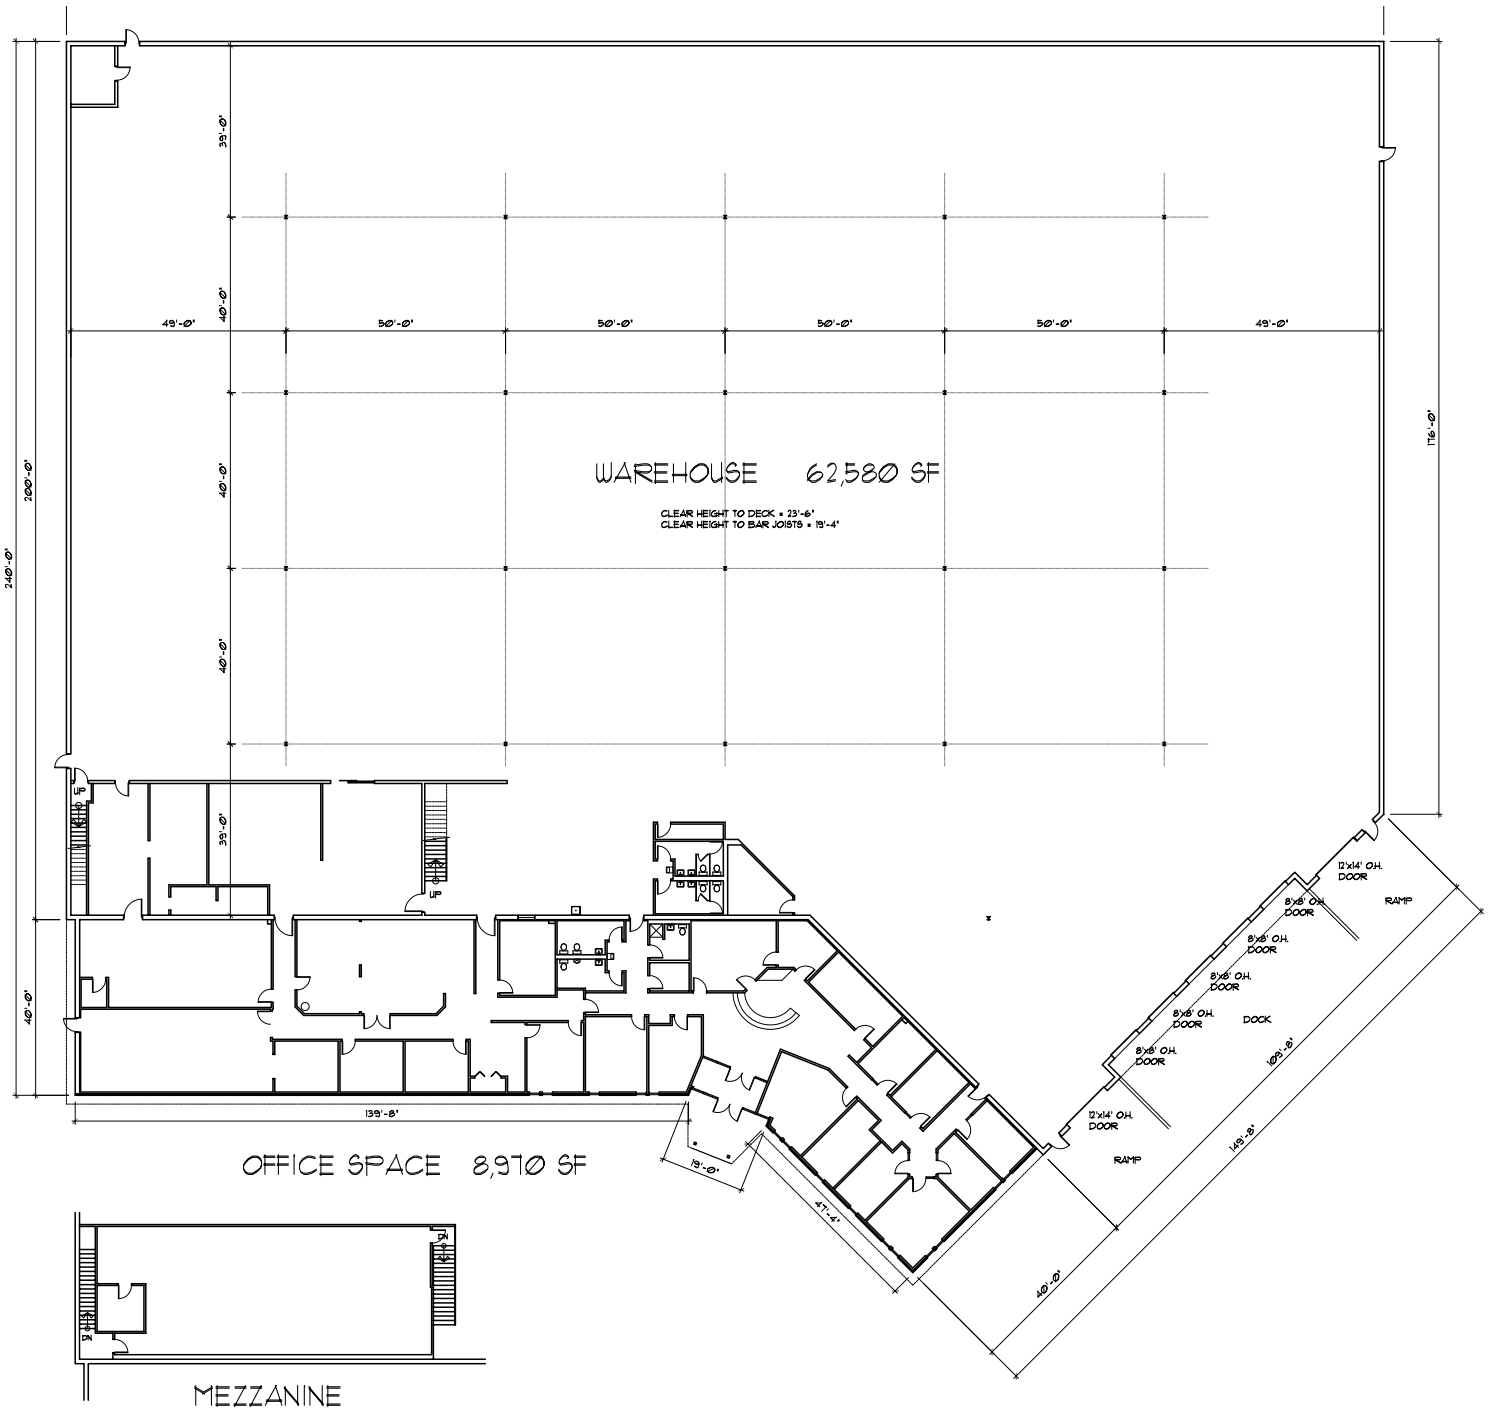 39'-0"
40'-0"
49'-0"
50'-0"
50'-0"
50'-0"
50'-0"
49'-0"
176'-0"
200'-0"
240'-0"
WAREHOUSE 62,580 SF
40'-0"
CLEAR HEIGHT TO DECK = 23'-6"
CLEAR HEIGHT TO BAR JOISTS = 19'-4"
40'-0"
UP
39'-0"
UP
12'x14' O.H.
DOOR
RAMP
8'x8' O.H.
DOOR
8'x8' O.H.
DOOR
8'x8' O.H.
DOOR
8'x8' O.H.
DOOR
DOCK
8'x8' O.H.
DOOR
40'-0"
109'-8"
12'x14' O.H.
DOOR
139'-8"
149'-8"
RAMP
OFFICE SPACE 8,970 SF
19'-0"
47'-4"
40'-0"
DN
DN
MEZZANINE